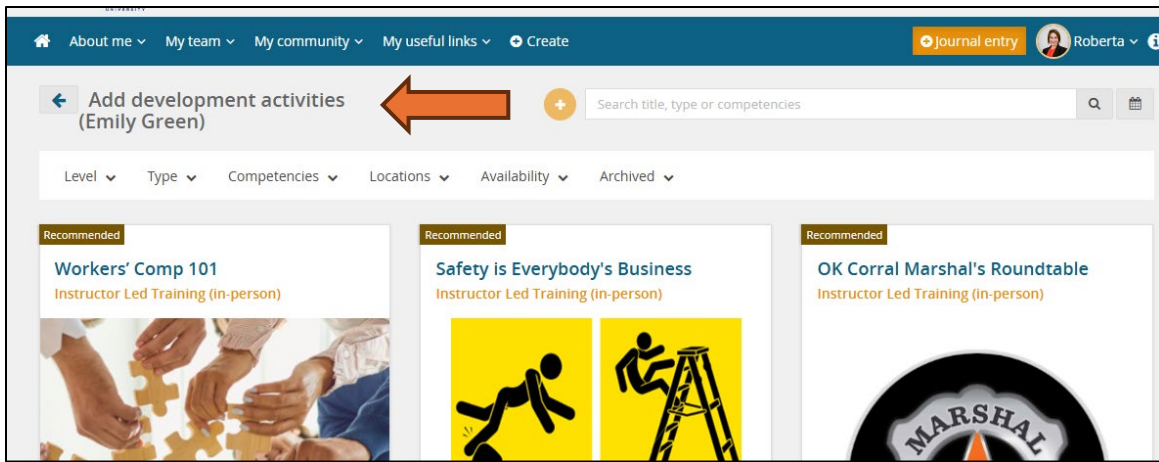 UNIVERSITY
About me My team My community My useful links Create Journal entry Roberta
Add development activities
(Emily Green)
Search title, type or competencies
Level Type Competencies Locations Availability Archived
Recommended Recommended Recommended
Workers' Comp 101 Safety is Everybody's Business OK Corral Marshal's Roundtable
Instructor Led Training (in-person) Instructor Led Training (in-person) Instructor Led Training (in-person)
MARSHAL